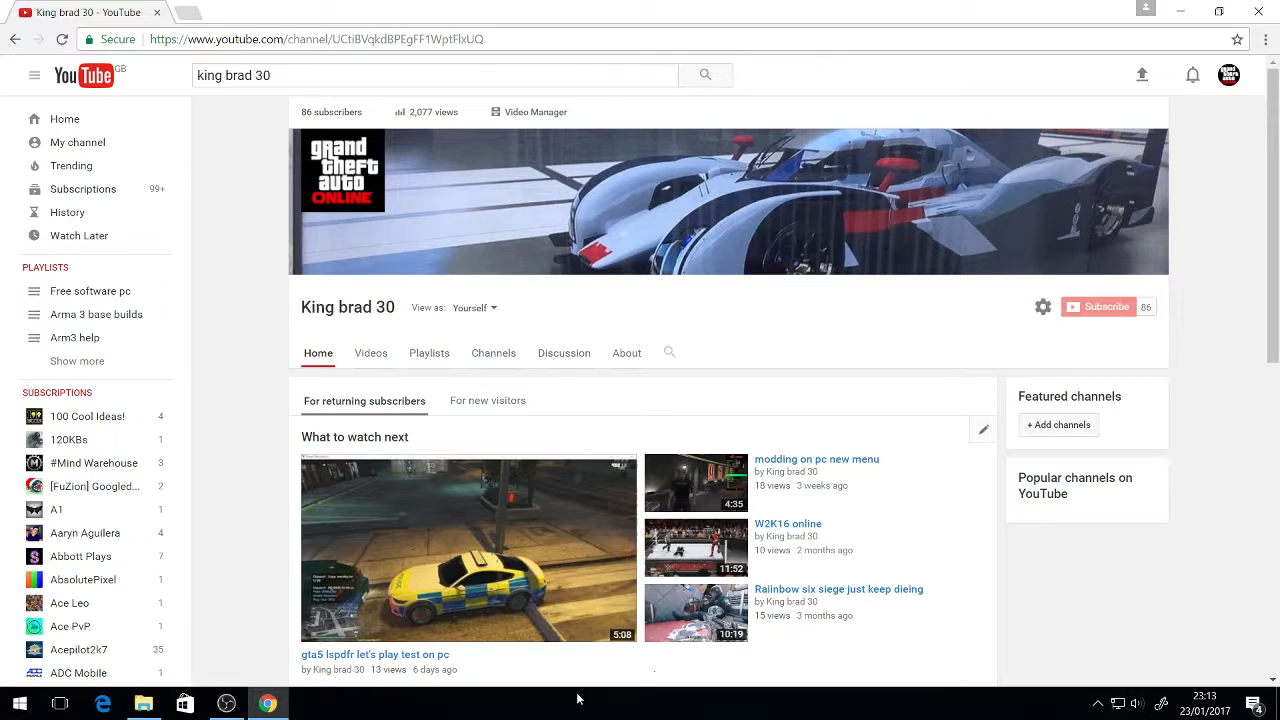 King brad 30 - YouTube
Secure https://www.youtube.com/channel/UCtiBVqkdBPEgFF1WptFlxUQ
YouTube GB
king brad 30
Home
My channel
Trending
Subscriptions 99+
History
Watch Later
PLAYLISTS
Free software pc
Arma 3 base builds
Arm3 help
Show more
SUBSCRIPTIONS
100 Cool Ideas! 4
120KBs 1
#Mind Warehouse 3
!FuZion Googed... 2
A1 1
Aaryn Aguilera 4
Abbott Plays 7
AbsolutePixel 1
Ace Leo 1
Ace PvP 1
Acepilot2k7 35
ADC Mobile 1
86 subscribers 2,077 views Video Manager
grand
theft
auto
ONLINE
King brad 30 View as: Yourself
Subscribe 86
Home Videos Playlists Channels Discussion About
For returning subscribers For new visitors
What to watch next
5:08
gta5 lspdfr let's play test on pc
by King brad 30 13 views 6 days ago
4:35
modding on pc new menu
by King brad 30
18 views 3 weeks ago
11:52
W2K16 online
by King brad 30
10 views 2 months ago
10:19
Raiinbow six siege just keep dieing
by King brad 30
15 views 3 months ago
Featured channels
+ Add channels
Popular channels on
YouTube
23:13
23/01/2017
4